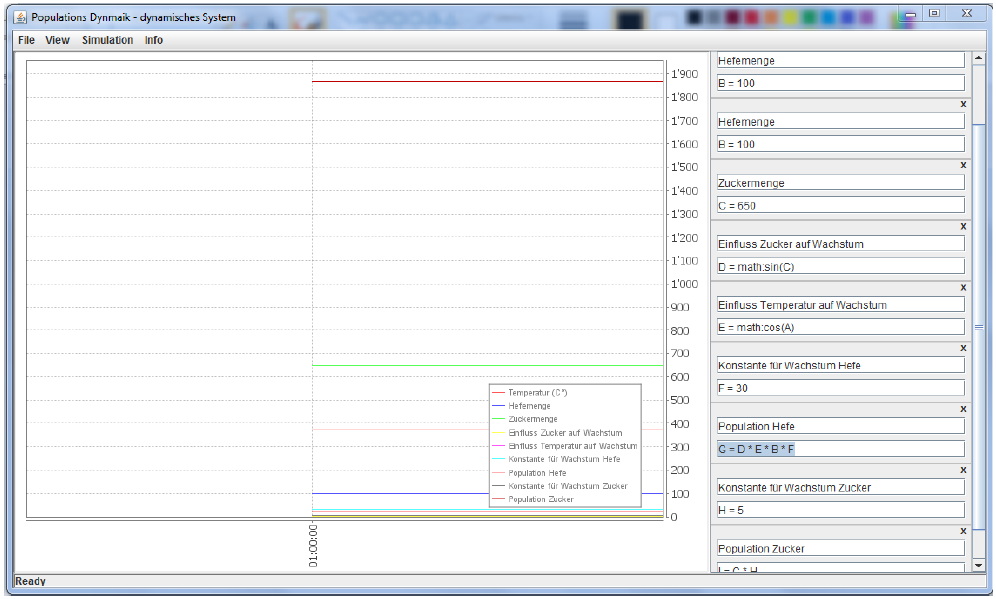 Populations Dynmaik - dynamisches System
File View Simulation Info
1'900
1'800
1'700
1'600
1'500
1'400
1'300
1'200
1'100
1'000
900
800
700
600
500
400
300
200
100
0
01:00:00
Temperatur (C°)
Hefemenge
Zuckermenge
Einfluss Zucker auf Wachstum
Einfluss Temperatur auf Wachstum
Konstante für Wachstum Hefe
Population Hefe
Konstante für Wachstum Zucker
Population Zucker
Hefemenge
B = 100
x
Hefemenge
B = 100
x
Zuckermenge
C = 650
x
Einfluss Zucker auf Wachstum
D = math:sin(C)
x
Einfluss Temperatur auf Wachstum
E = math:cos(A)
x
Konstante für Wachstum Hefe
F = 30
x
Population Hefe
G = D * E * B * F
x
Konstante für Wachstum Zucker
H = 5
x
Population Zucker
Ready